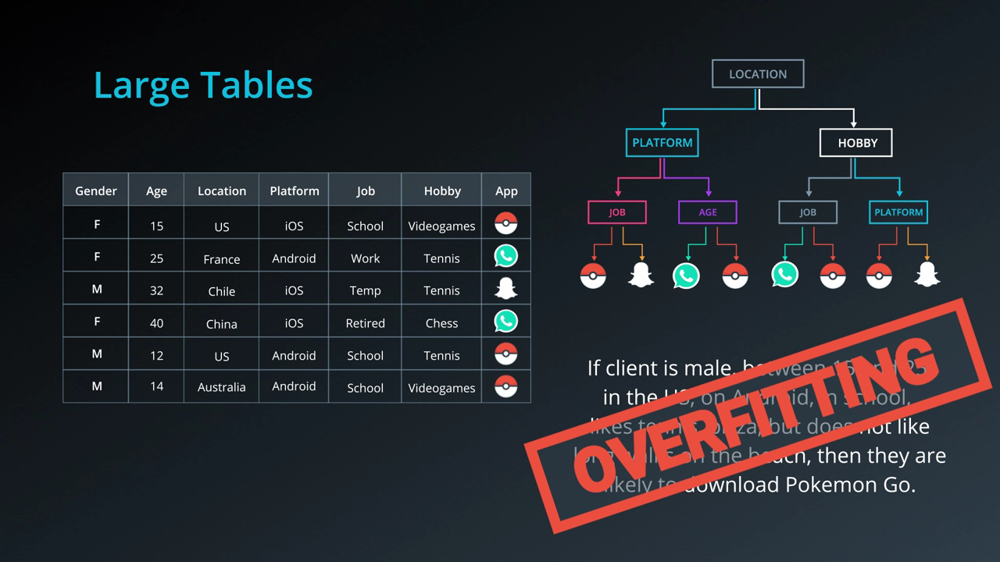 Large Tables
Gender Age Location Platform Job Hobby App
F 15 US iOS School Videogames
F 25 France Android Work Tennis
M 32 Chile iOS Temp Tennis
F 40 China iOS Retired Chess
M 12 US Android School Tennis
M 14 Australia Android School Videogames
LOCATION
PLATFORM HOBBY
JOB AGE JOB PLATFORM
If client is male, between 15 and
in the US, on Android, in school,
likes tennis, pizza, but does not like
long walks on the beach, then they are
likely to download Pokemon Go.
OVERFITTING